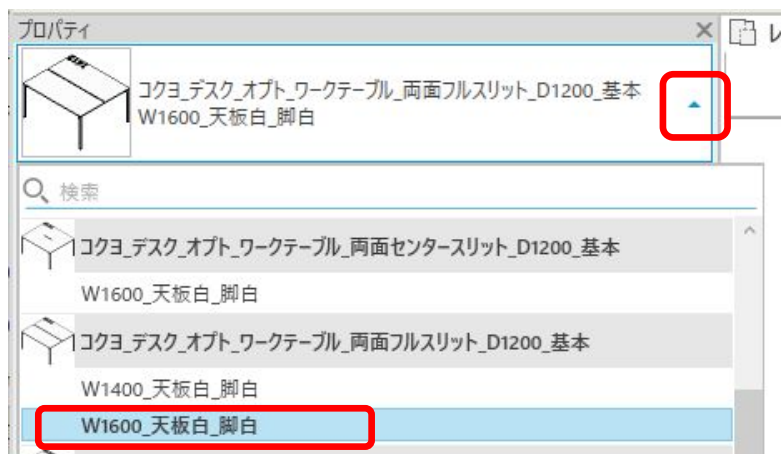 プロパティ
レ
コクヨ_デスク_オプト_ワークテーブル_両面フルスリット_D1200_基本
W1600_天板白_脚白
検索
コクヨ_デスク_オプト_ワークテーブル_両面センタースリット_D1200_基本
W1600_天板白_脚白
コクヨ_デスク_オプト_ワークテーブル_両面フルスリット_D1200_基本
W1400_天板白_脚白
W1600_天板白_脚白